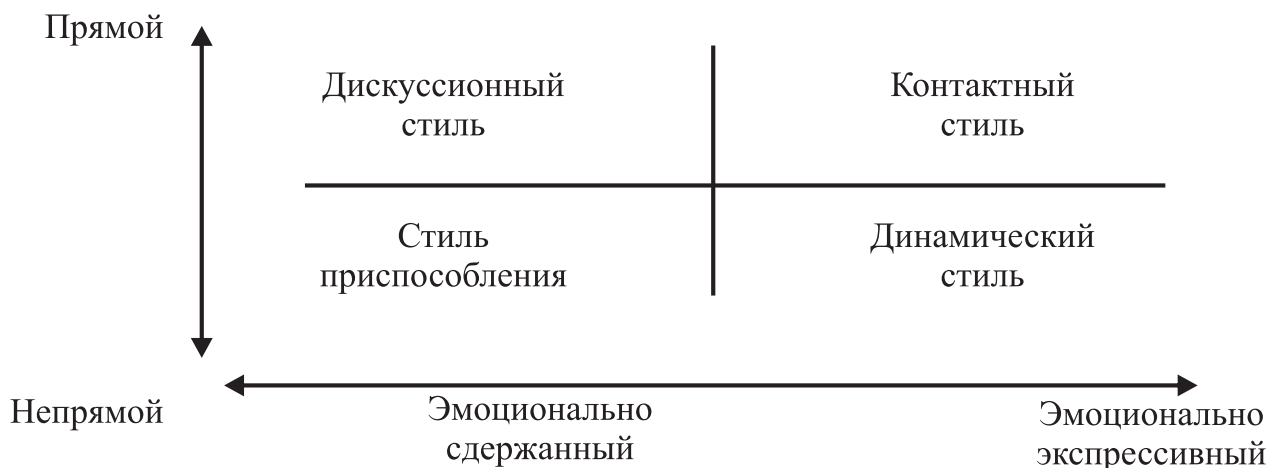 Прямой
Дискуссионный
стиль
Контактный
стиль
Стиль
приспособления
Динамический
стиль
Непрямой
Эмоционально
сдержанный
Эмоционально
экспрессивный